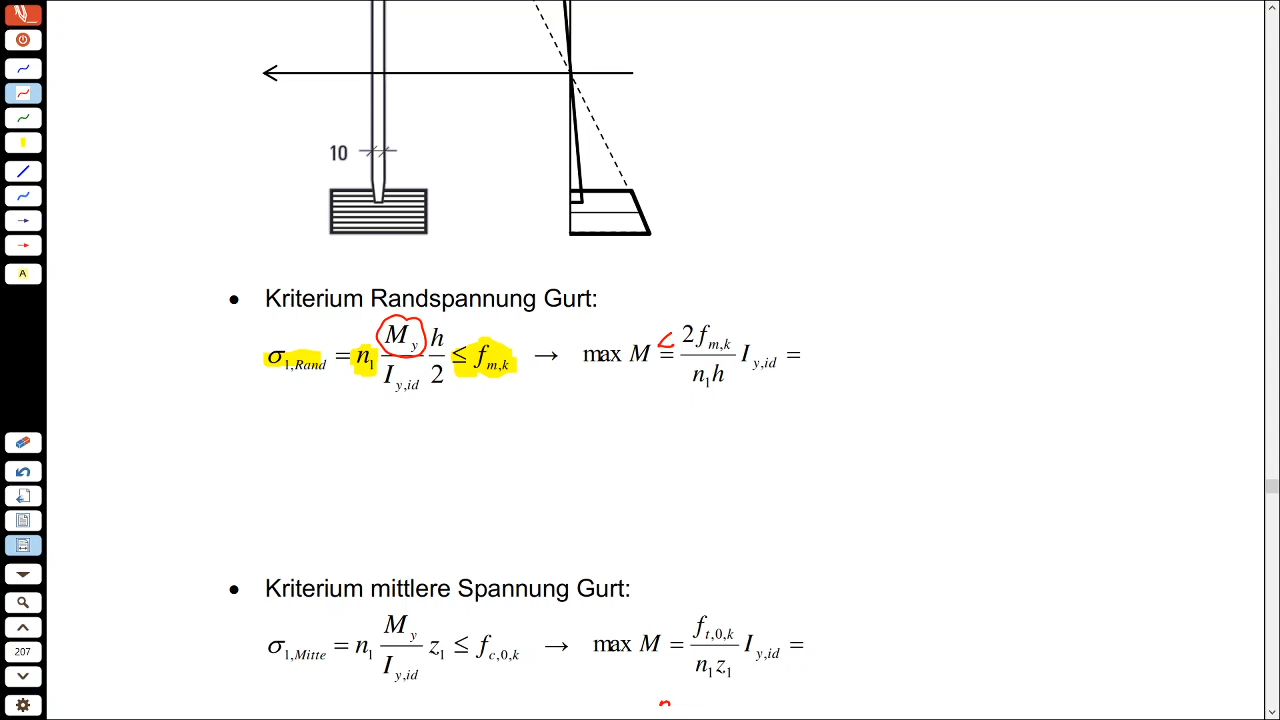 10
• Kriterium Randspannung Gurt:
σ1,Rand = n1 My/Iy,id h/2 ≤ fm,k → max M = 2fm,k/n1h Iy,id =
• Kriterium mittlere Spannung Gurt:
σ1,Mitte = n1 My/Iy,id z1 ≤ fc,0,k → max M = ft,0,k/n1z1 Iy,id =
A
207